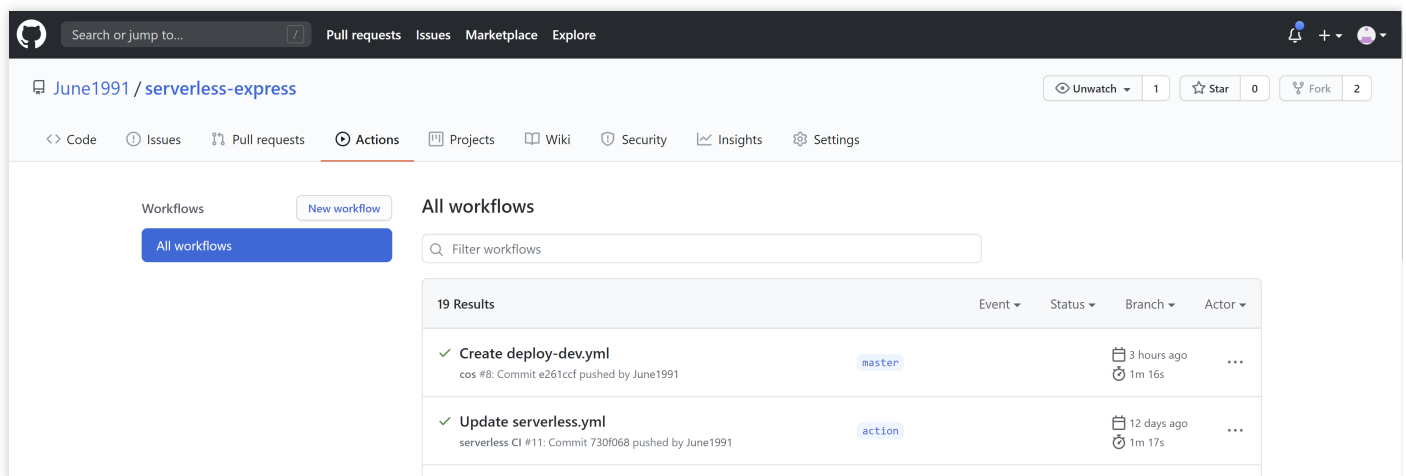 Search or jump to... / Pull requests Issues Marketplace Explore
June1991 / serverless-express Unwatch 1 Star 0 Fork 2
Code Issues Pull requests Actions Projects Wiki Security Insights Settings
Workflows New workflow All workflows
All workflows Filter workflows
19 Results Event Status Branch Actor
Create deploy-dev.yml master 3 hours ago
cos #8: Commit e261ccf pushed by June1991 1m 16s
Update serverless.yml action 12 days ago
serverless CI #11: Commit 730f068 pushed by June1991 1m 17s